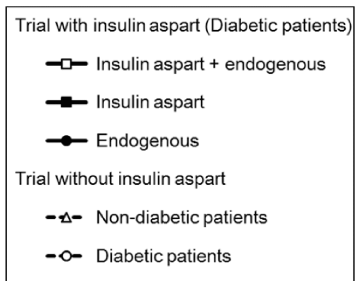 Trial with insulin aspart (Diabetic patients)
Insulin aspart + endogenous
Insulin aspart
Endogenous
Trial without insulin aspart
Non-diabetic patients
Diabetic patients